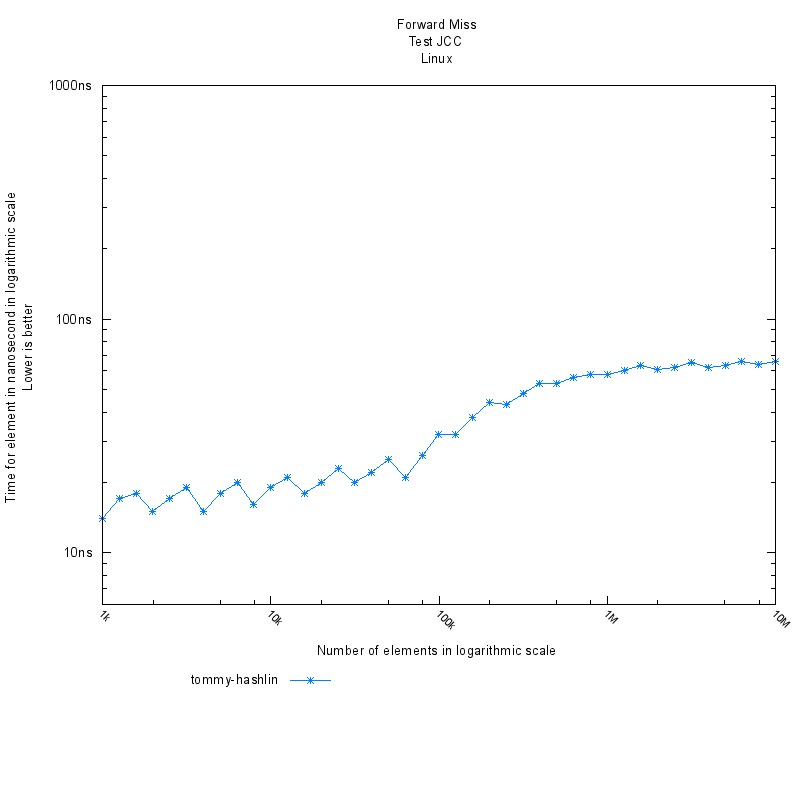 Forward Miss
Test JCC
Linux
1000ns
100ns
10ns
Time for element in nanosecond in logarithmic scale
Lower is better
1k
10k
100k
1M
10M
Number of elements in logarithmic scale
tommy-hashlin